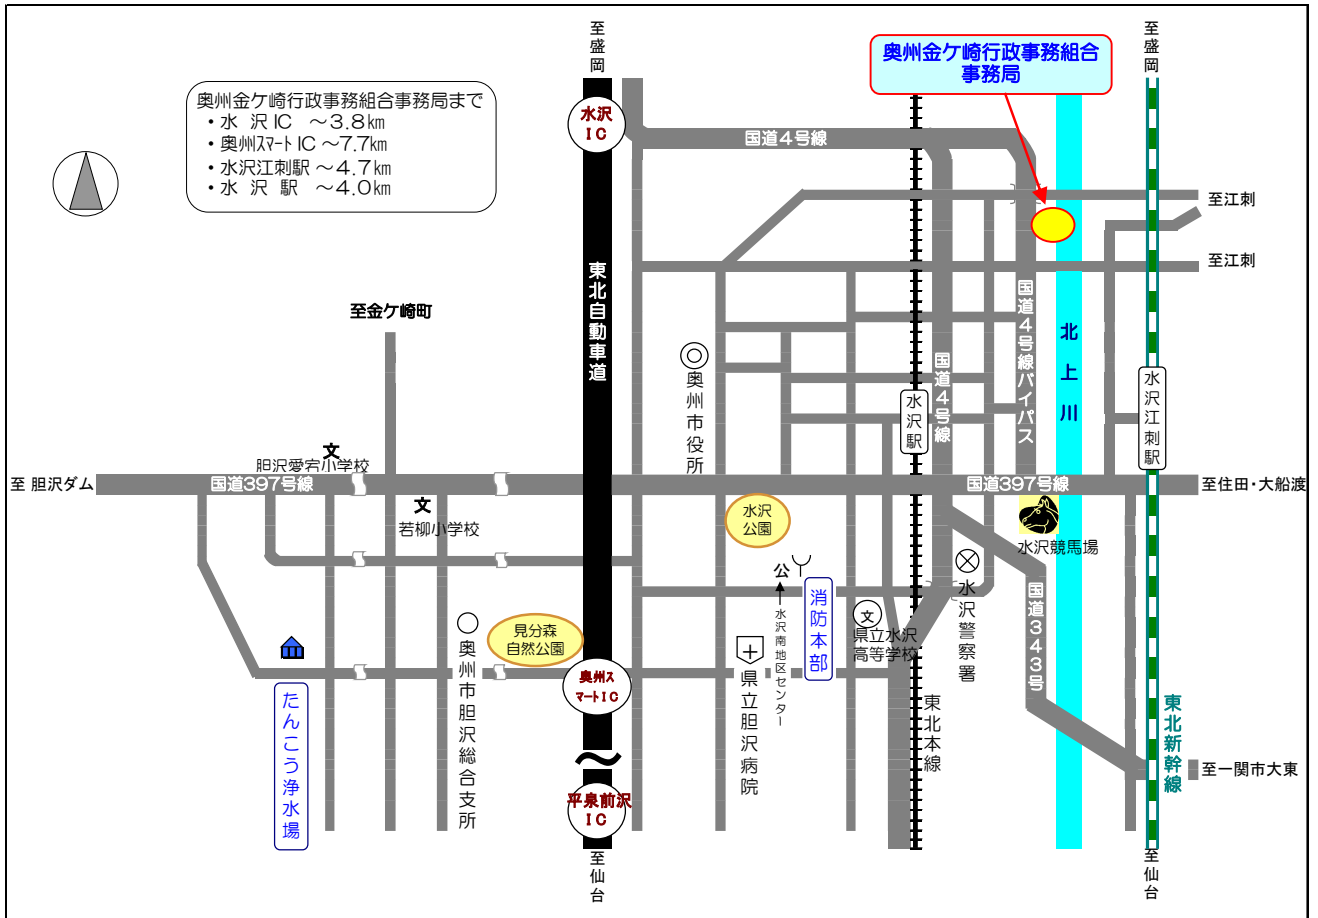 至盛岡
至盛岡
奥州金ケ崎行政事務組合
事務局
奥州金ケ崎行政事務組合事務局まで
・水 沢 IC ～3.8㎞
・奥州スマート IC ～7.7㎞
・水沢江刺駅 ～4.7㎞
・水 沢 駅 ～4.0㎞
水沢
IC
国道4号線
至江刺
至江刺
東北自動車道
至金ケ崎町
国道4号線バイパス
北上川
国道4号線
奥州市役所
水沢駅
水沢江刺駅
文
胆沢愛宕小学校
至 胆沢ダム
国道397号線
国道397号線
至住田・大船渡
文
若柳小学校
水沢
公園
水沢競馬場
公
水沢南地区センター
消防本部
文
県立水沢
高等学校
水沢警察署
国道343号
見分森
自然公園
奥州市胆沢総合支所
奥州ス
マートIC
県立胆沢病院
たんこう浄水場
東北本線
東北新幹線
至一関市大東
平泉前沢
IC
至仙台
至仙台